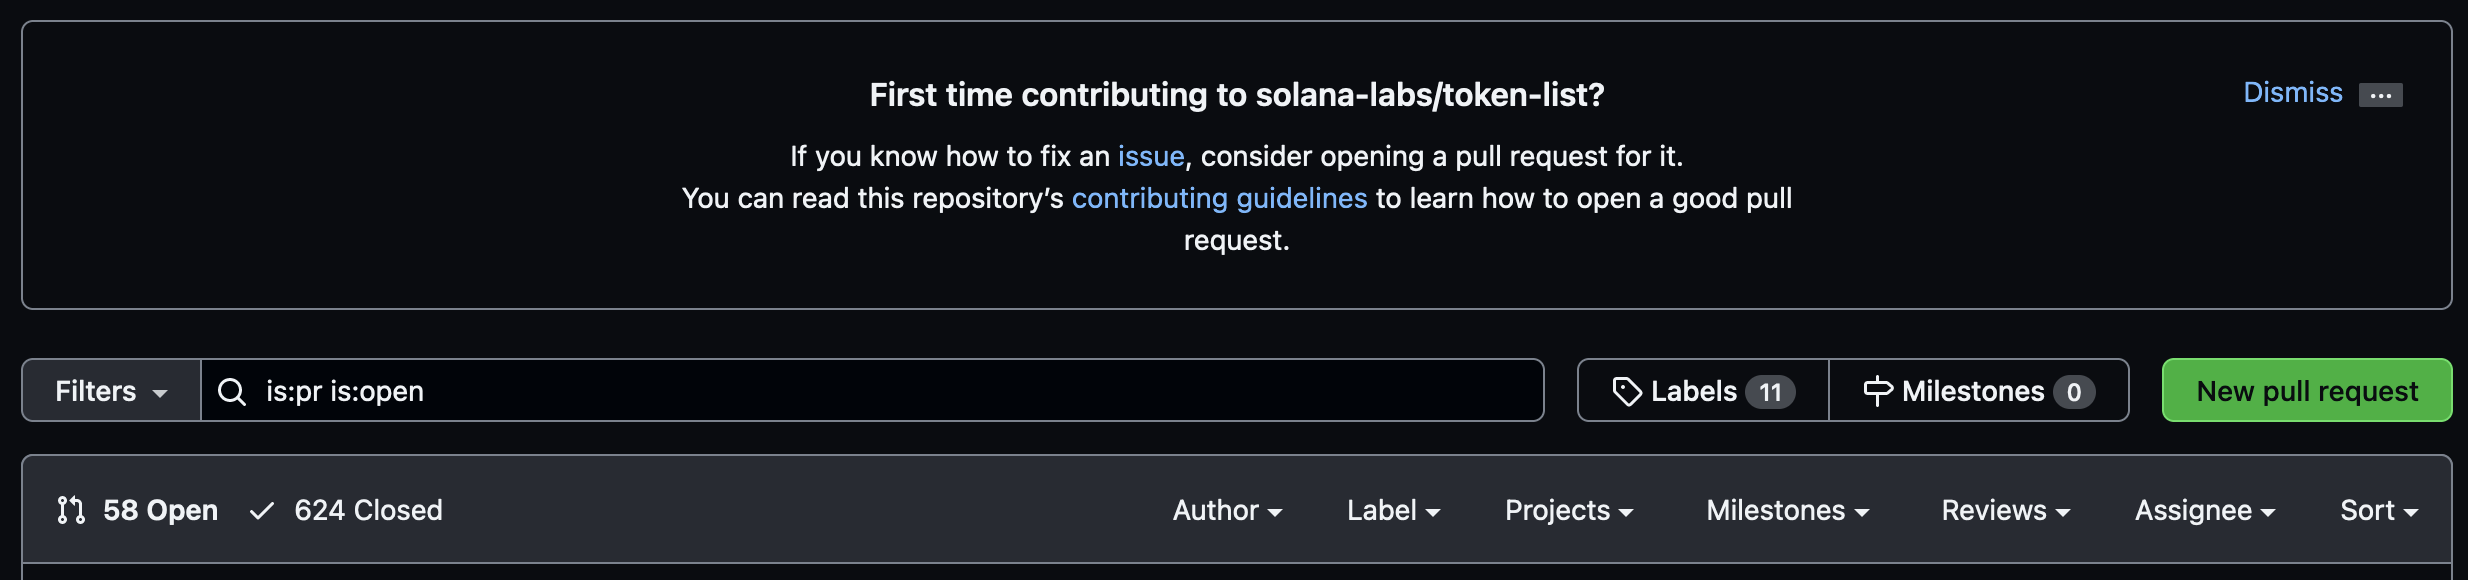 First time contributing to solana-labs/token-list?
Dismiss ...
If you know how to fix an issue, consider opening a pull request for it.
You can read this repository’s contributing guidelines to learn how to open a good pull
request.
Filters is:pr is:open Labels 11 Milestones 0 New pull request
58 Open 624 Closed Author Label Projects Milestones Reviews Assignee Sort